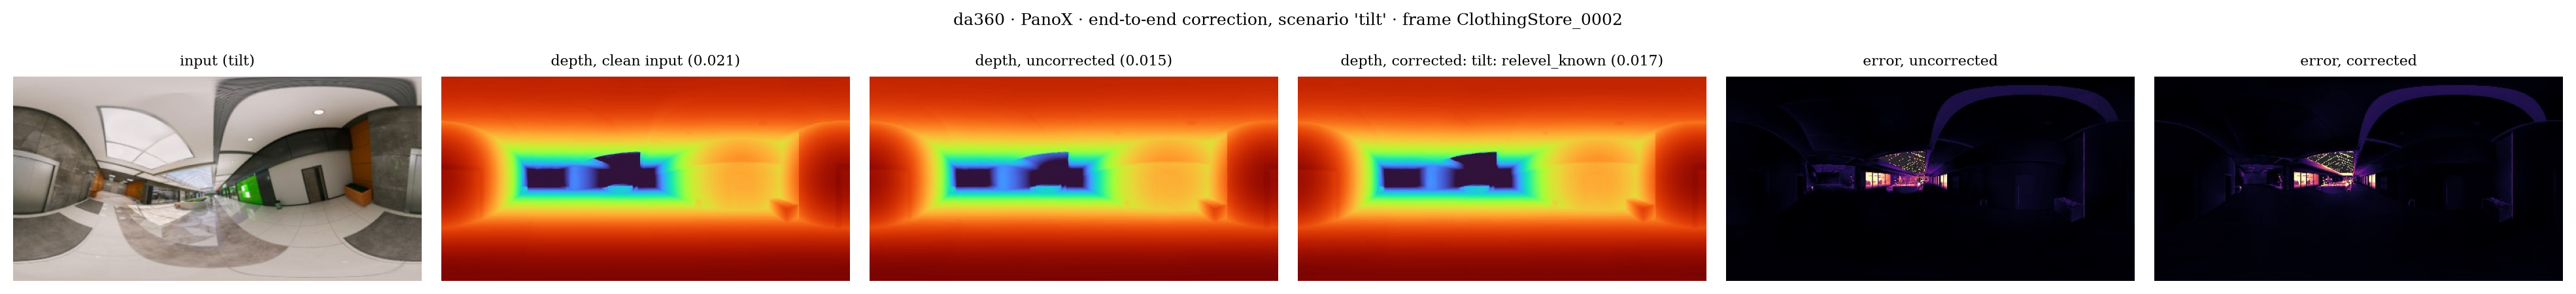 da360 · PanoX · end-to-end correction, scenario 'tilt' · frame ClothingStore_0002
input (tilt)
depth, clean input (0.021)
depth, uncorrected (0.015)
depth, corrected: tilt: relevel_known (0.017)
error, uncorrected
error, corrected